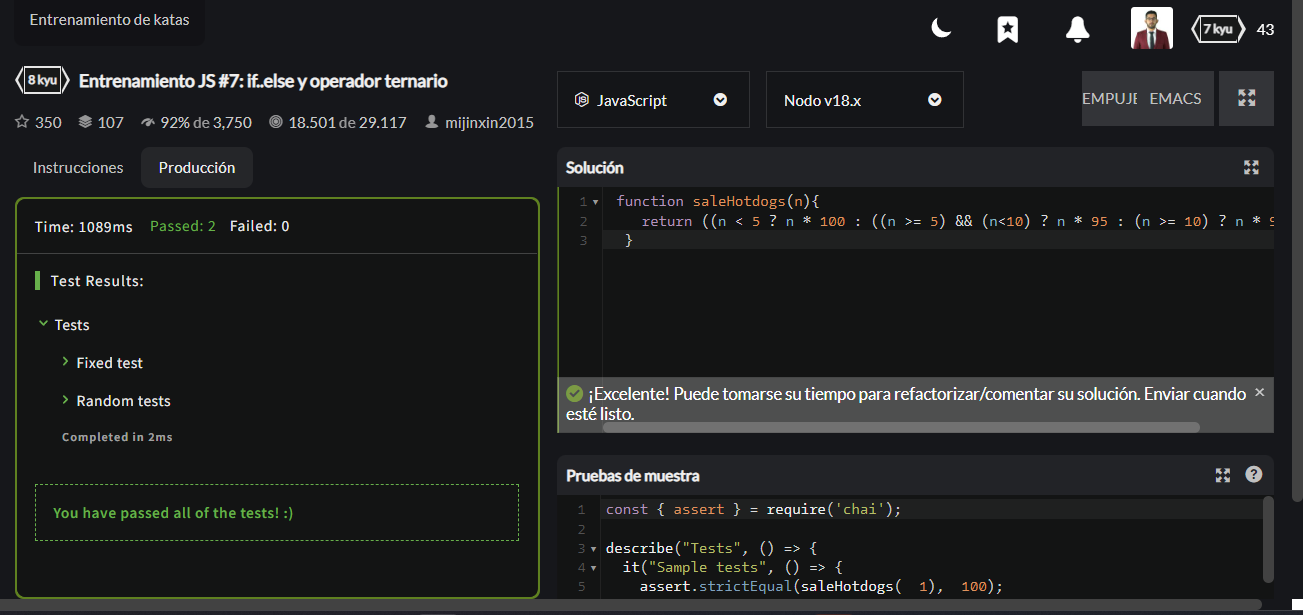 Entrenamiento de katas
7 kyu 43
8 kyu Entrenamiento JS #7: if..else y operador ternario
350 107 92% de 3,750 18.501 de 29.117 mijinxin2015
JavaScript
Nodo v18.x
EMPUJE EMACS
Instrucciones Producción
Time: 1089ms Passed: 2 Failed: 0
Test Results:
Tests
Fixed test
Random tests
Completed in 2ms
You have passed all of the tests! :)
Solución
1 function saleHotdogs(n){
2 return ((n < 5 ? n * 100 : ((n >= 5) && (n<10) ? n * 95 : (n >= 10) ? n * 9
3 }
¡Excelente! Puede tomarse su tiempo para refactorizar/comentar su solución. Enviar cuando
esté listo.
Pruebas de muestra
1 const { assert } = require('chai');
2
3 describe("Tests", () => {
4 it("Sample tests", () => {
5 assert.strictEqual(saleHotdogs( 1), 100);